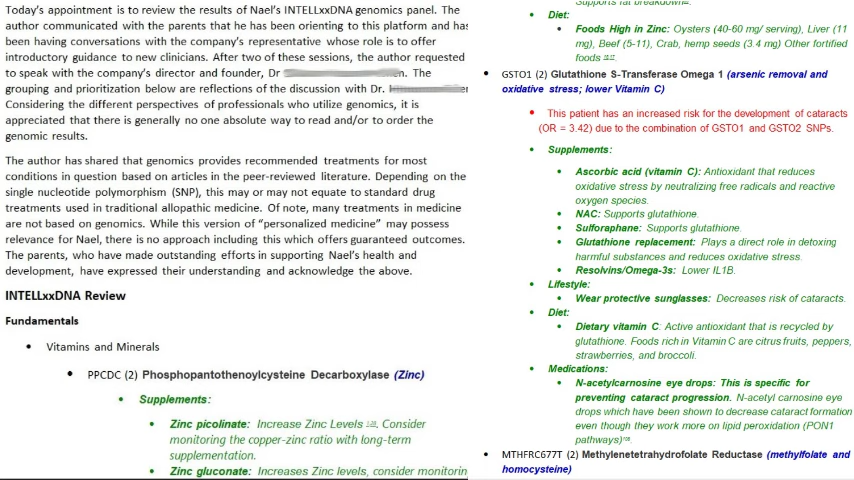 Today's appointment is to review the results of Nael's INTELLxxDNA genomics panel. The
author communicated with the parents that he has been orienting to this platform and has
been having conversations with the company's representative whose role is to offer
introductory guidance to new clinicians. After two of these sessions, the author requested
to speak with the company's director and founder, Dr
The
grouping and prioritization below are reflections of the discussion with Dr.
Considering the different perspectives of professionals who utilize genomics, it is
appreciated that there is generally no one absolute way to read and/or to order the
genomic results.
The author has shared that genomics provides recommended treatments for most
conditions in question based on articles in the peer-reviewed literature. Depending on the
single nucleotide polymorphism (SNP), this may or may not equate to standard drug
treatments used in traditional allopathic medicine. Of note, many treatments in medicine
are not based on genomics. While this version of "personalized medicine" may possess
relevance for Nael, there is no approach including this which offers guaranteed outcomes.
The parents, who have made outstanding efforts in supporting Nael's health and
development, have expressed their understanding and acknowledge the above.
INTELLxxDNA Review
Fundamentals
• Vitamins and Minerals
• PPCDC (2) Phosphopantothenoylcysteine Decarboxylase (Zinc)
• Supplements:
• Zinc picolinate: Increase Zinc Levels Consider
monitoring the copper-zinc ratio with long-term
supplementation.
• Zinc gluconate: Increases Zinc levels, consider monitorin
Supports fat breakdown
• Diet:
• Foods High in Zinc: Oysters (40-60 mg/ serving), Liver (11
mg), Beef (5-11), Crab, hemp seeds (3.4 mg) Other fortified
foods
• GSTO1 (2) Glutathione S-Transferase Omega 1 (arsenic removal and
oxidative stress; lower Vitamin C)
• This patient has an increased risk for the development of cataracts
(OR = 3.42) due to the combination of GSTO1 and GSTO2 SNPs.
• Supplements:
• Ascorbic acid (vitamin C): Antioxidant that reduces
oxidative stress by neutralizing free radicals and reactive
oxygen species.
• NAC: Supports glutathione.
• Sulforaphane: Supports glutathione.
• Glutathione replacement: Plays a direct role in detoxing
harmful substances and reduces oxidative stress.
• Resolvins/Omega-3s: Lower IL1B.
• Lifestyle:
• Wear protective sunglasses: Decreases risk of cataracts.
• Diet:
• Dietary vitamin C: Active antioxidant that is recycled by
glutathione. Foods rich in Vitamin C are citrus fruits, peppers,
strawberries, and broccoli.
• Medications:
• N-acetylcarnosine eye drops: This is specific for
preventing cataract progression. N-acetyl carnosine eye
drops which have been shown to decrease cataract formation
even though they work more on lipid peroxidation (PON1
pathways)
• MTHFRC677T (2) Methylenetetrahydrofolate Reductase (methylfolate and
homocysteine)